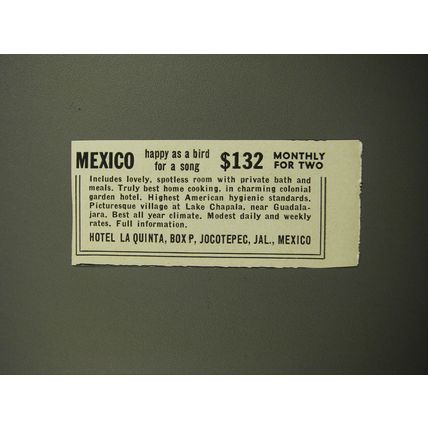 MEXICO happy as a bird for a song $132 MONTHLY FOR TWO
Includes lovely, spotless room with private bath and
meals. Truly best home cooking, in charming colonial
garden hotel. Highest American hygienic standards.
Picturesque village at Lake Chapala, near Guadala-
jara. Best all year climate. Modest daily and weekly
rates. Full information.
HOTEL LA QUINTA, BOX P, JOCOTEPEC, JAL., MEXICO